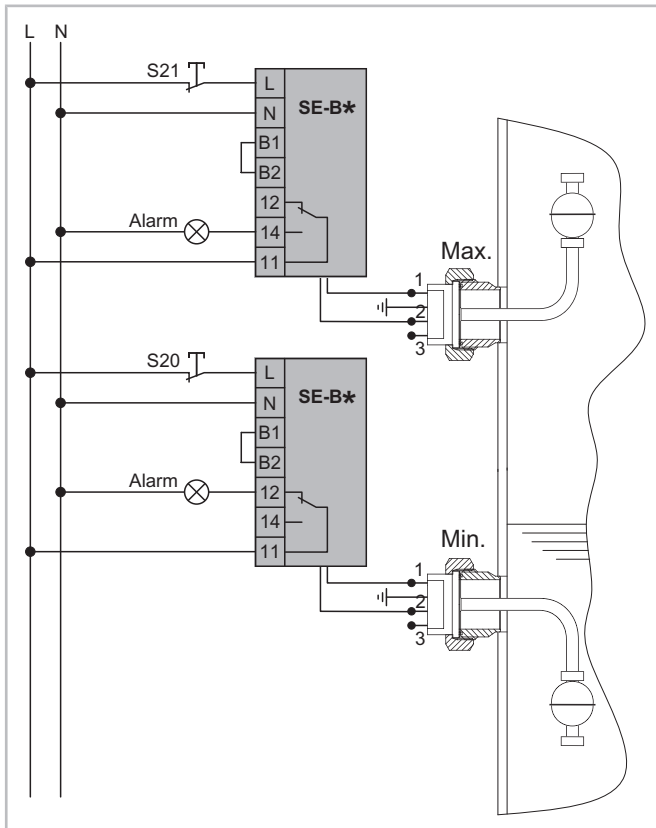 L N
S21
L
SE-B*
N
B1
B2
12
Alarm
14
11
Max.
1
2
3
S20
L
SE-B*
N
B1
B2
Alarm
12
14
11
Min.
1
2
3